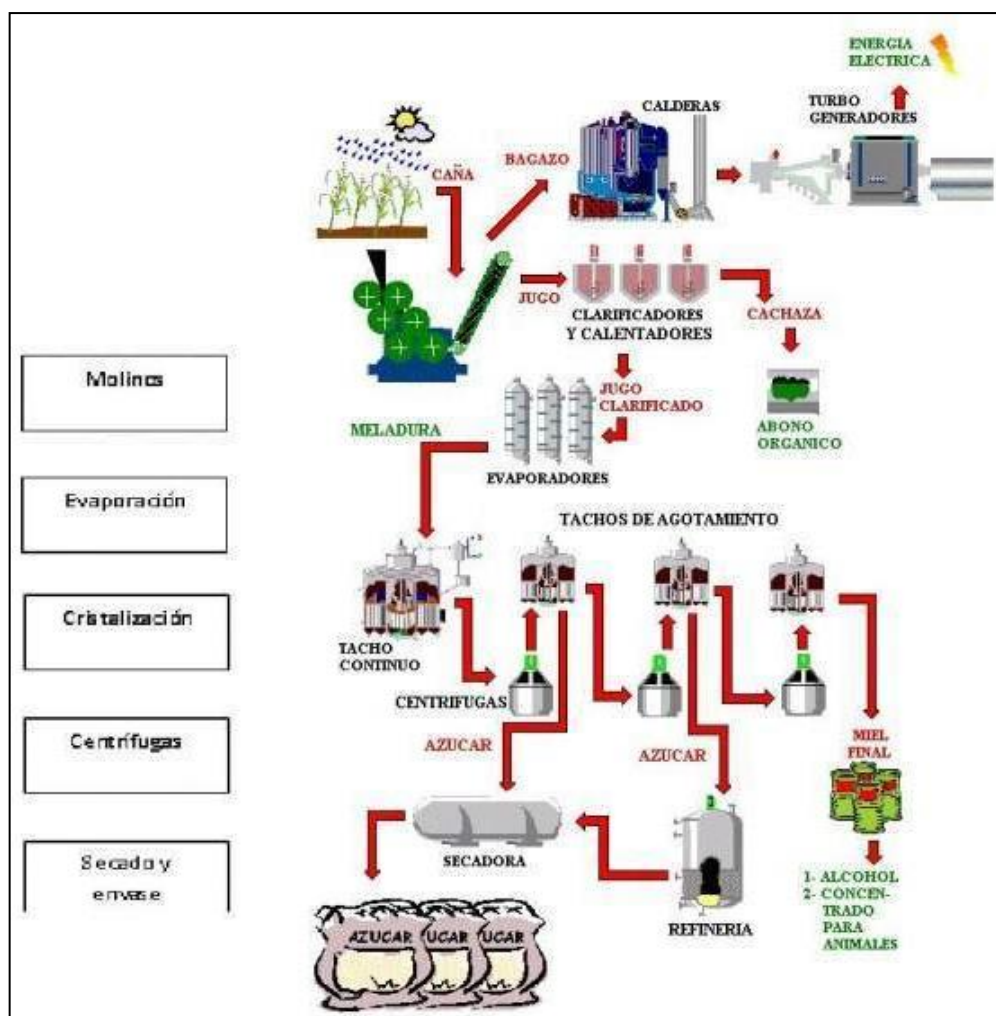 ENERGIA
ELECTRICA
CALDERAS
TURBO
GENERADORES
BAGAZO
CAÑA
JUGO
CLARIFICADORES
Y CALENTADORES
CACHAZA
Molinos
JUGO
CLARIFICADO
MELADURA
ABONO
ORGANICO
EVAPORADORES
Evaporación
TACHOS DE AGOTAMIENTO
Cristalización
TACHO
CONTINUO
CENTRIFUGAS
Centrífugas
AZUCAR
AZUCAR
MIEL
FINAL
SECADORA
Secado y
envase
1- ALCOHOL
2- CONCEN-
TRADO
PARA
ANIMALES
REFINERIA
AZUCAR
UCAR
UCAR